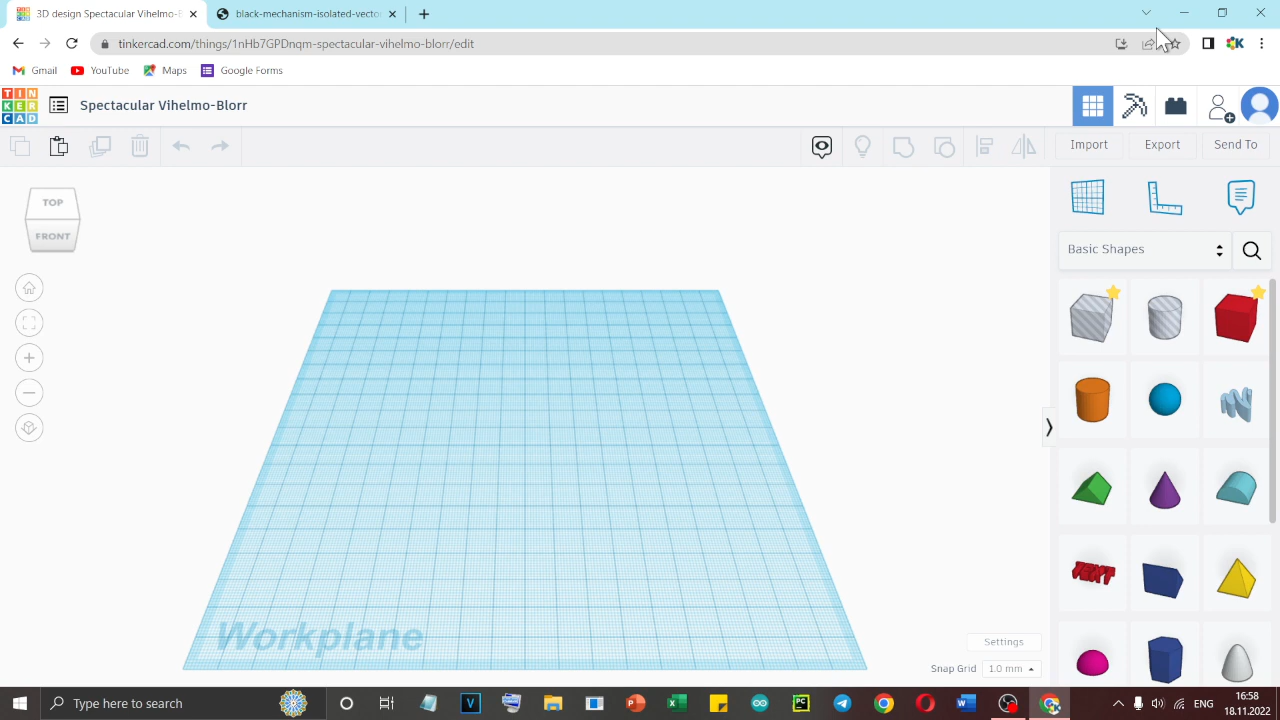 3D design Spectacular Vihelmo-B
black-mechanism-isolated-vecto
tinkercad.com/things/1nHb7GPDnqm-spectacular-vihelmo-blorr/edit
Gmail YouTube Maps Google Forms
TIN
KER
CAD
Spectacular Vihelmo-Blorr
Import Export Send To
TOP
FRONT
Basic Shapes
TEXT
Workplane
Settings
Snap Grid 1.0 mm
Type here to search
ENG
16:58
18.11.2022